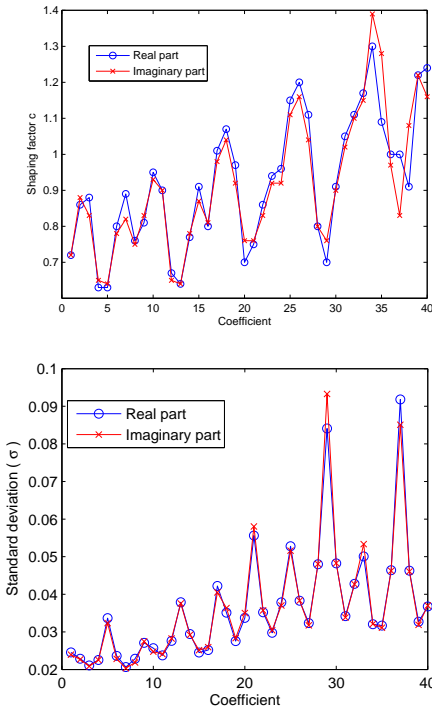 1.4
1.3
1.2
1.1
1
0.9
0.8
0.7
Shaping factor c
Real part
Imaginary part
0 5 10 15 20 25 30 35 40
Coefficient
0.1
0.09
0.08
0.07
0.06
0.05
0.04
0.03
0.02
Standard deviation ( σ )
Real part
Imaginary part
0 10 20 30 40
Coefficient